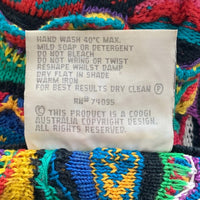 HAND WASH 40°C MAX.
MILD SOAP OR DETERGENT
DO NOT BLEACH
DO NOT WRING OR TWIST
RESHAPE WHILST DAMP
DRY FLAT IN SHADE
WARM IRON
FOR BEST RESULTS DRY CLEAN Ⓟ
RN# 74095
© THIS PRODUCT IS A COOGI
AUSTRALIA COPYRIGHT DESIGN.
ALL RIGHTS RESERVED.